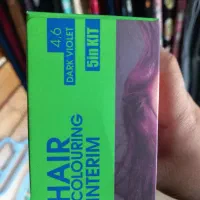 4.6
DARK VIOLET
5in KIT
HAIR
COLOURING
INTERIM